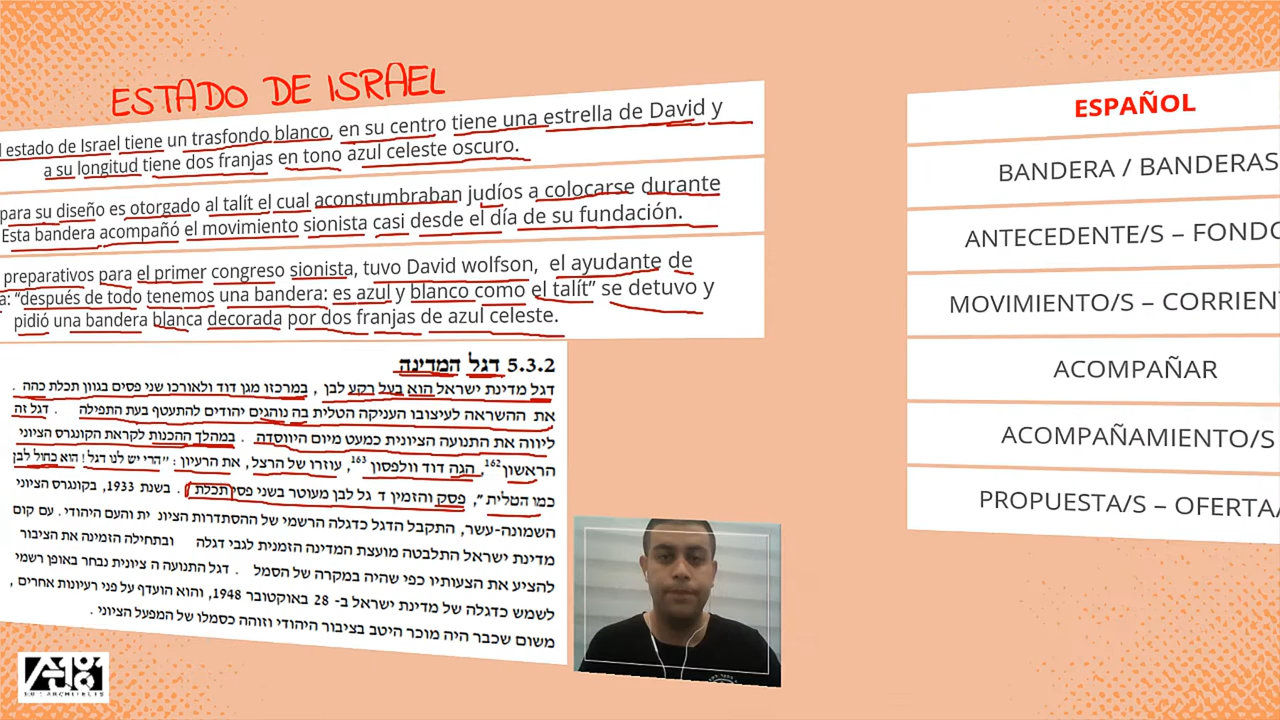 ESTADO DE ISRAEL
estado de Israel tiene un trasfondo blanco, en su centro tiene una estrella de David y
a su longitud tiene dos franjas en tono azul celeste oscuro.
para su diseño es otorgado al talít el cual aconstumbraban judíos a colocarse durante
Esta bandera acompañó el movimiento sionista casi desde el día de su fundación.
preparativos para el primer congreso sionista, tuvo David wolfson, el ayudante de
a: “después de todo tenemos una bandera: es azul y blanco como el talít” se detuvo y
pidió una bandera blanca decorada por dos franjas de azul celeste.
5.3.2 דגל המדינה
דגל מדינת ישראל הוא בעל רקע לבן , במרכזו מגן דוד ולאורכו שני פסים בגוון תכלת כהה .
את ההשראה לעיצובו העניקה הטלית בה נוהגים יהודים להתעטף בעת התפילה . דגל זה
ליווה את התנועה הציונית כמעט מיום היווסדה . במהלך ההכנות לקראת הקונגרס הציוני
הראשון162, הגה דוד וולפסון163, עוזרו של הרצל, את הרעיון : "הרי יש לנו דגל! הוא כחול לבן
כמו הטלית", פסק והזמין ד גל לבן מעוטר בשני פסי תכלת . בשנת 1933, בקונגרס הציוני
השמונה-עשר, התקבל הדגל כדגלה הרשמי של ההסתדרות הציונ ית והעם היהודי. עם קום
מדינת ישראל התלבטה מועצת המדינה הזמנית לגבי דגלה ובתחילה הזמינה את הציבור
להציע את הצעותיו כפי שהיה במקרה של הסמל . דגל התנועה ה ציונית נבחר באופן רשמי
לשמש כדגלה של מדינת ישראל ב- 28 באוקטובר 1948, והוא הועדף על פני רעיונות אחרים ,
משום שכבר היה מוכר היטב בציבור היהודי וזוהה כסמלו של המפעל הציוני .
ESPAÑOL
BANDERA / BANDERAS
ANTECEDENTE/S – FONDO
MOVIMIENTO/S – CORRIEN
ACOMPAÑAR
ACOMPAÑAMIENTO/S
PROPUESTA/S – OFERTA/